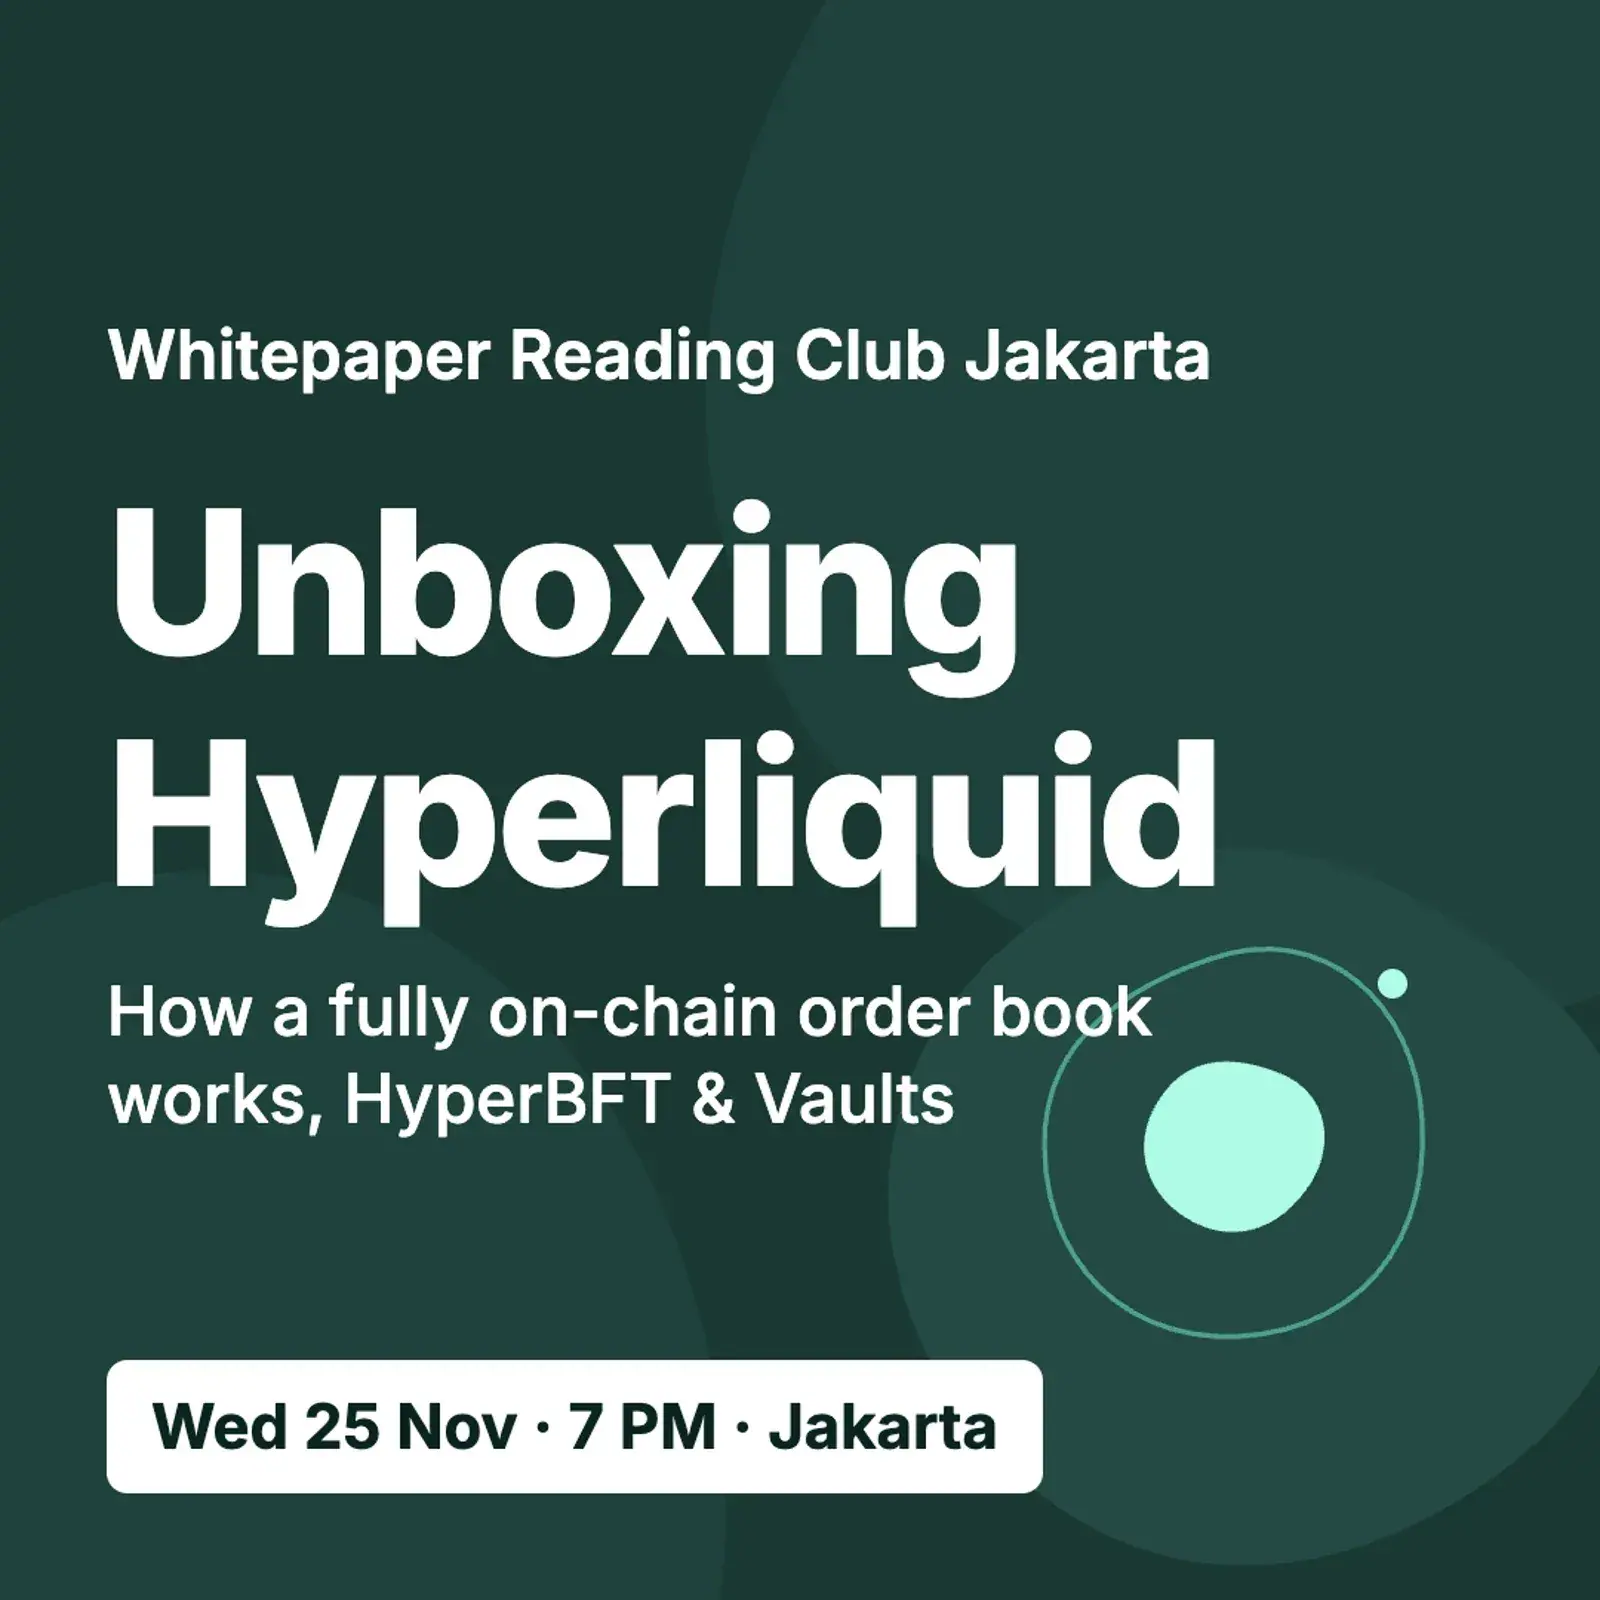 Whitepaper Reading Club Jakarta
Unboxing
Hyperliquid
How a fully on-chain order book
works, HyperBFT & Vaults
Wed 25 Nov · 7 PM · Jakarta